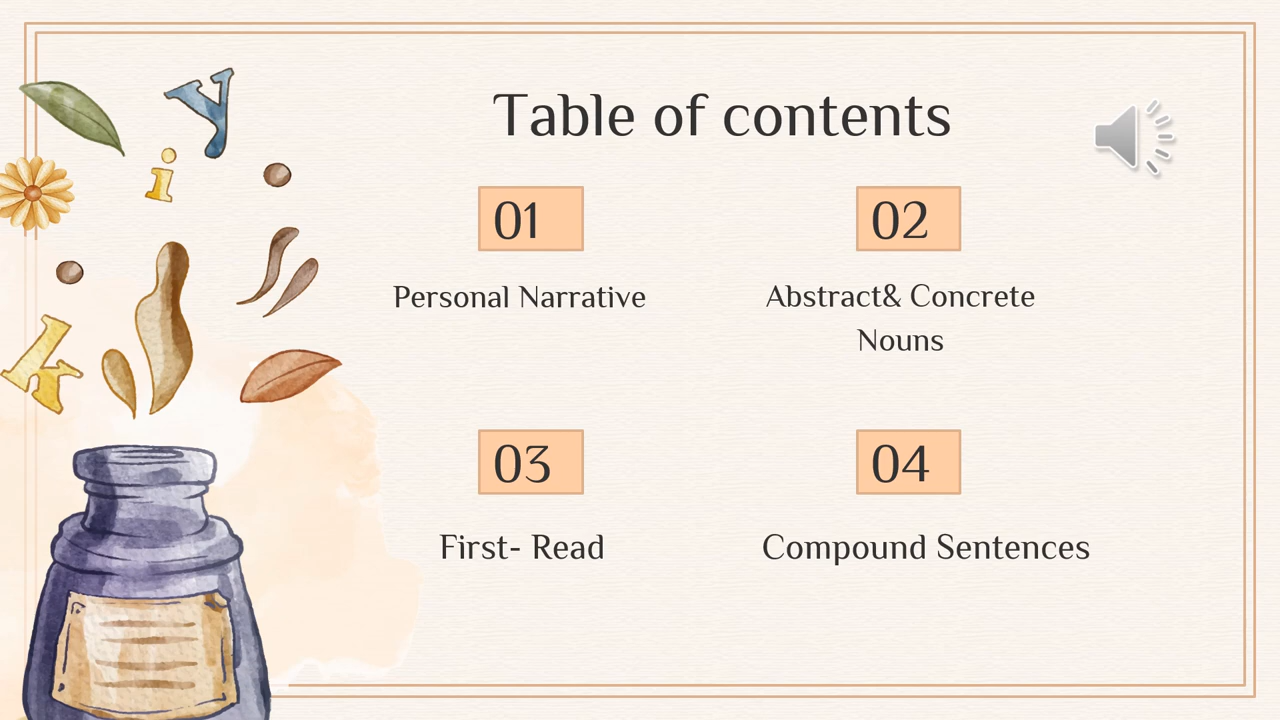 Table of contents
01
Personal Narrative
02
Abstract& Concrete
Nouns
03
First- Read
04
Compound Sentences
y
i
k